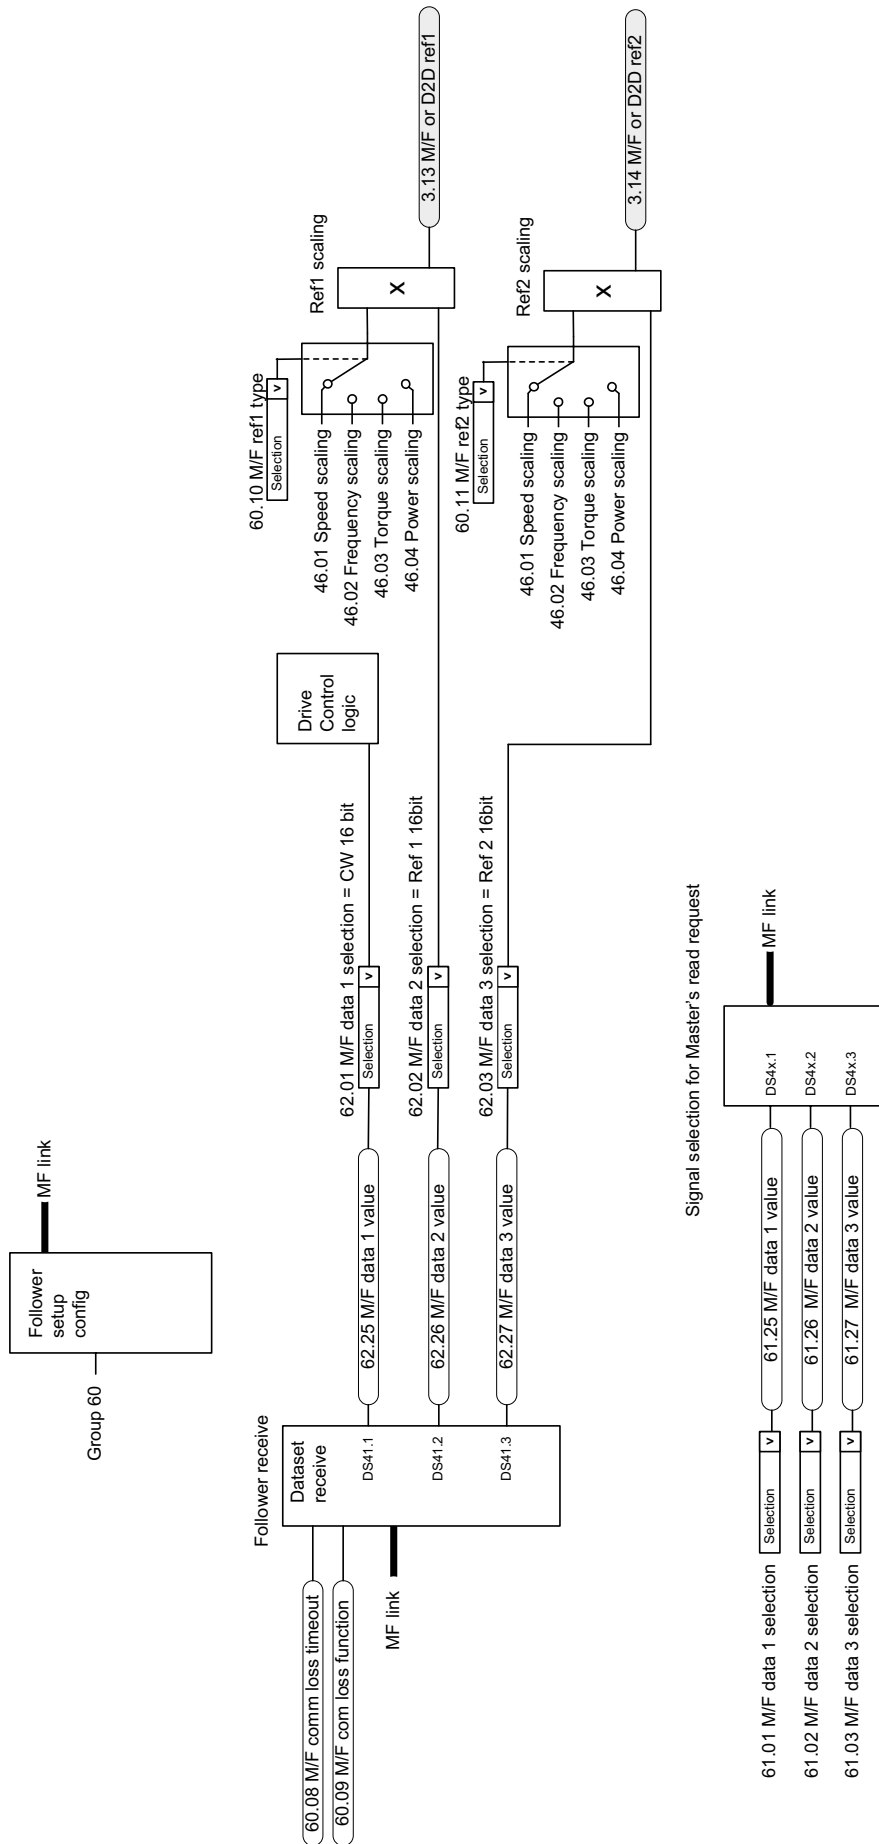 Group 60
Follower
setup
config
MF link
60.08 M/F comm loss timeout
60.09 M/F com loss function
MF link
Follower receive
Dataset
receive
DS41.1
DS41.2
DS41.3
62.25 M/F data 1 value
62.26 M/F data 2 value
62.27 M/F data 3 value
62.01 M/F data 1 selection = CW 16 bit
Selection
v
62.02 M/F data 2 selection = Ref 1 16bit
Selection
v
62.03 M/F data 3 selection = Ref 2 16bit
Selection
v
Drive
Control
logic
60.10 M/F ref1 type
Selection
v
46.01 Speed scaling
46.02 Frequency scaling
46.03 Torque scaling
46.04 Power scaling
Ref1 scaling
X
3.13 M/F or D2D ref1
60.11 M/F ref2 type
Selection
v
46.01 Speed scaling
46.02 Frequency scaling
46.03 Torque scaling
46.04 Power scaling
Ref2 scaling
X
3.14 M/F or D2D ref2
Signal selection for Master's read request
61.01 M/F data 1 selection
Selection
v
61.25 M/F data 1 value
DS4x.1
MF link
61.02 M/F data 2 selection
Selection
v
61.26 M/F data 2 value
DS4x.2
61.03 M/F data 3 selection
Selection
v
61.27 M/F data 3 value
DS4x.3